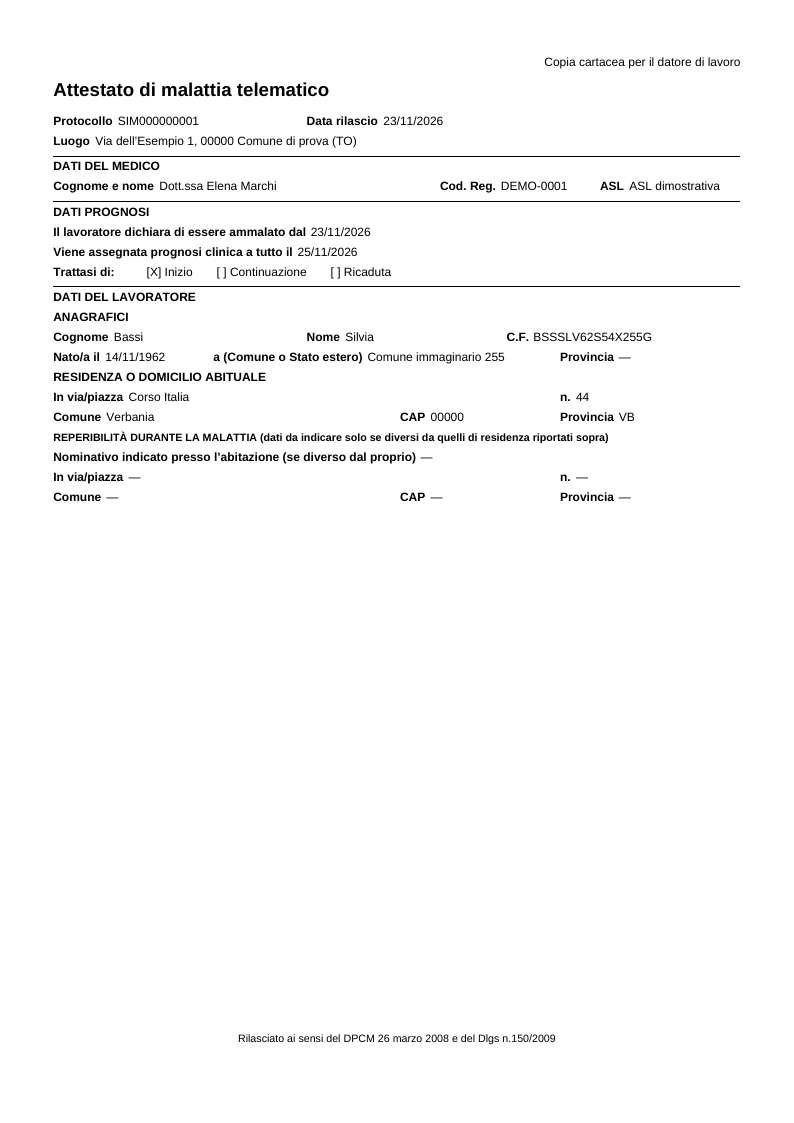 Copia cartacea per il datore di lavoro
Attestato di malattia telematico
Protocollo SIM000000001 Data rilascio 23/11/2026
Luogo Via dell'Esempio 1, 00000 Comune di prova (TO)
DATI DEL MEDICO
Cognome e nome Dott.ssa Elena Marchi Cod. Reg. DEMO-0001 ASL ASL dimostrativa
DATI PROGNOSI
Il lavoratore dichiara di essere ammalato dal 23/11/2026
Viene assegnata prognosi clinica a tutto il 25/11/2026
Trattasi di: [X] Inizio [ ] Continuazione [ ] Ricaduta
DATI DEL LAVORATORE
ANAGRAFICI
Cognome Bassi Nome Silvia C.F. BSSSLV62S54X255G
Nato/a il 14/11/1962 a (Comune o Stato estero) Comune immaginario 255 Provincia —
RESIDENZA O DOMICILIO ABITUALE
In via/piazza Corso Italia n. 44
Comune Verbania CAP 00000 Provincia VB
REPERIBILITÀ DURANTE LA MALATTIA (dati da indicare solo se diversi da quelli di residenza riportati sopra)
Nominativo indicato presso l'abitazione (se diverso dal proprio) —
In via/piazza — n. —
Comune — CAP — Provincia —
Rilasciato ai sensi del DPCM 26 marzo 2008 e del Dlgs n.150/2009